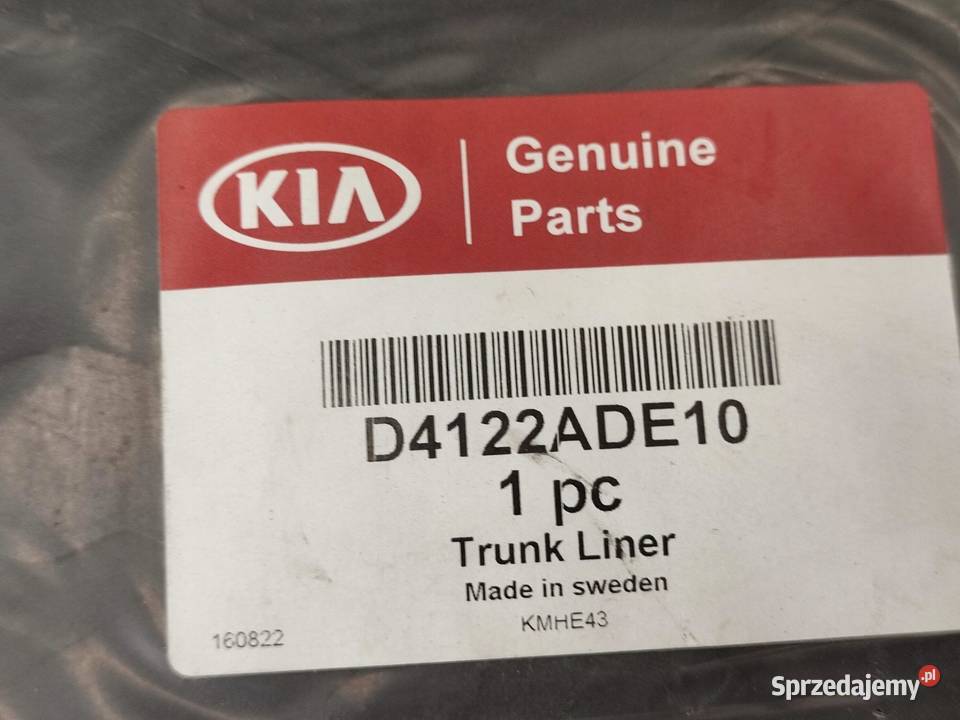 KIA
Genuine
Parts
D4122ADE10
1 pc
Trunk Liner
Made in sweden
KMHE43
160822
Sprzedajemy.pl